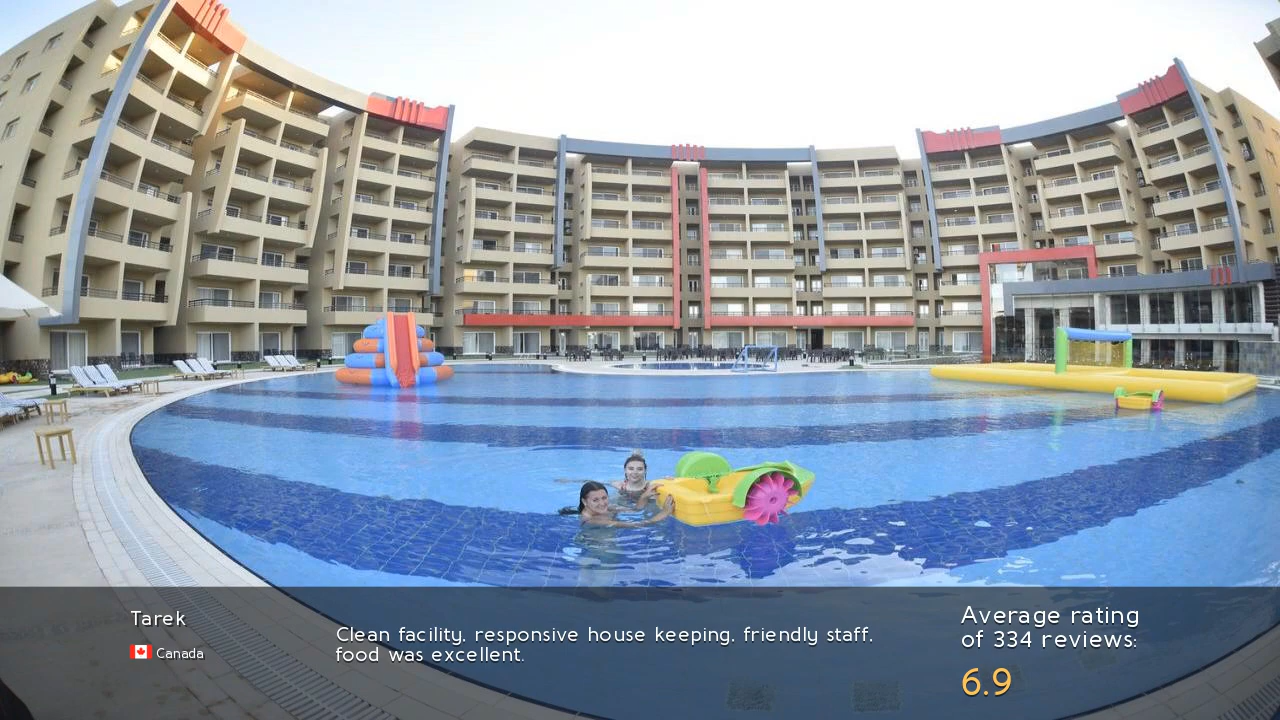 Tarek
Canada
Clean facility, responsive house keeping, friendly staff,
food was excellent.
Average rating
of 334 reviews:
6.9